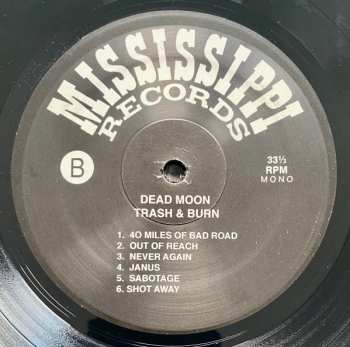 MISSISSIPPI
RECORDS
B
33⅓
RPM
MONO
DEAD MOON
TRASH & BURN
1. 40 MILES OF BAD ROAD
2. OUT OF REACH
3. NEVER AGAIN
4. JANUS
5. SABOTAGE
6. SHOT AWAY